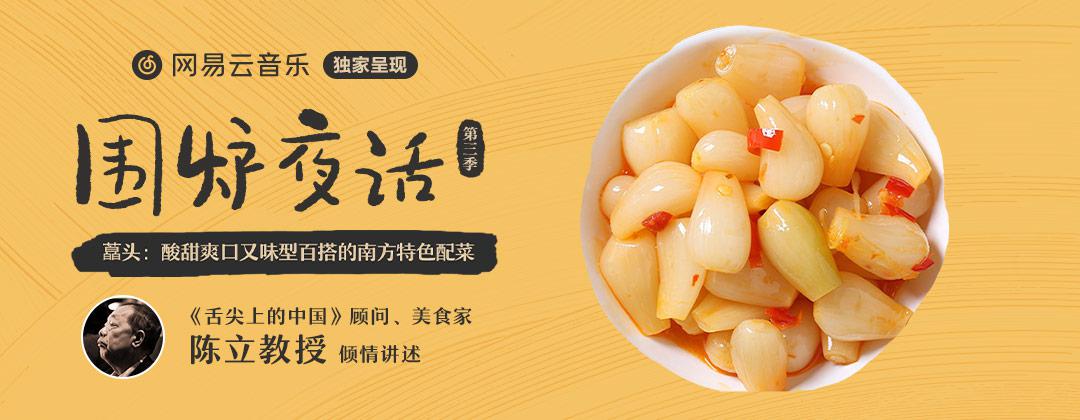 网易云音乐 独家呈现
围炉夜话 第三季
藠头：酸甜爽口又味型百搭的南方特色配菜
《舌尖上的中国》顾问、美食家
陈立教授 倾情讲述